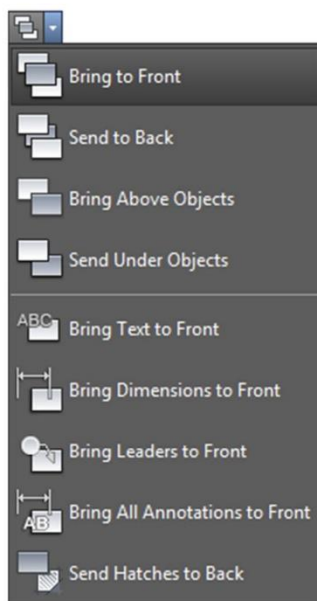 Bring to Front
Send to Back
Bring Above Objects
Send Under Objects
ABC
Bring Text to Front
Bring Dimensions to Front
Bring Leaders to Front
AB
Bring All Annotations to Front
Send Hatches to Back